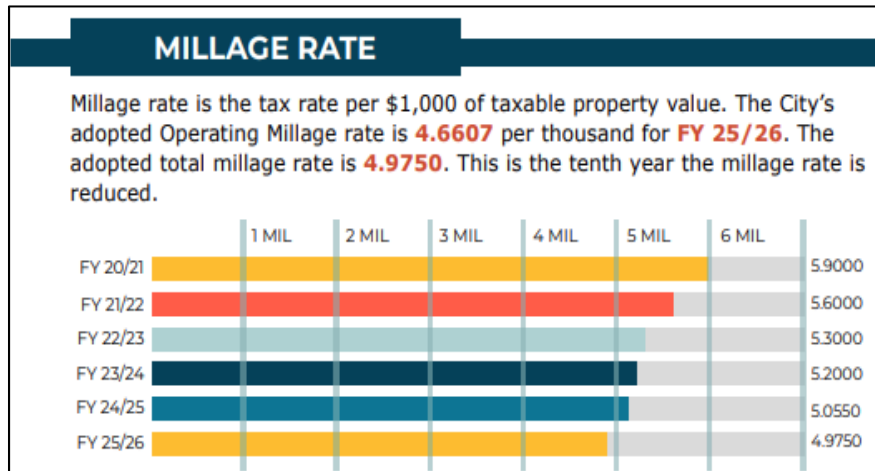 MILLAGE RATE
Millage rate is the tax rate per $1,000 of taxable property value. The City's
adopted Operating Millage rate is 4.6607 per thousand for FY 25/26. The
adopted total millage rate is 4.9750. This is the tenth year the millage rate is
reduced.
1 MIL 2 MIL 3 MIL 4 MIL 5 MIL 6 MIL
FY 20/21 5.9000
FY 21/22 5.6000
FY 22/23 5.3000
FY 23/24 5.2000
FY 24/25 5.0550
FY 25/26 4.9750